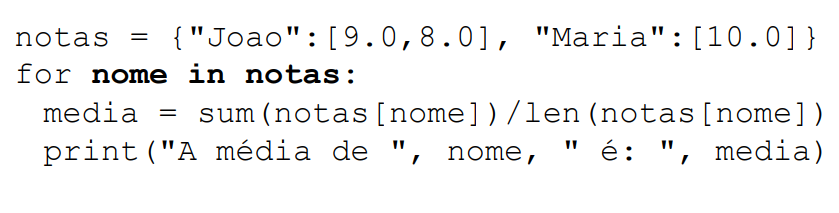 notas = {"Joao":[9.0,8.0], "Maria":[10.0]}
for nome in notas:
  media = sum(notas[nome])/len(notas[nome])
  print("A média de ", nome, " é: ", media)